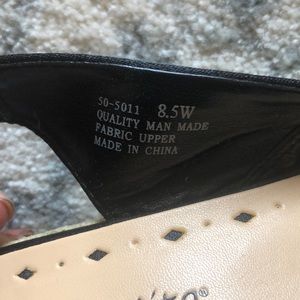 50-5011 8.5W
QUALITY MAN MADE
FABRIC UPPER
MADE IN CHINA